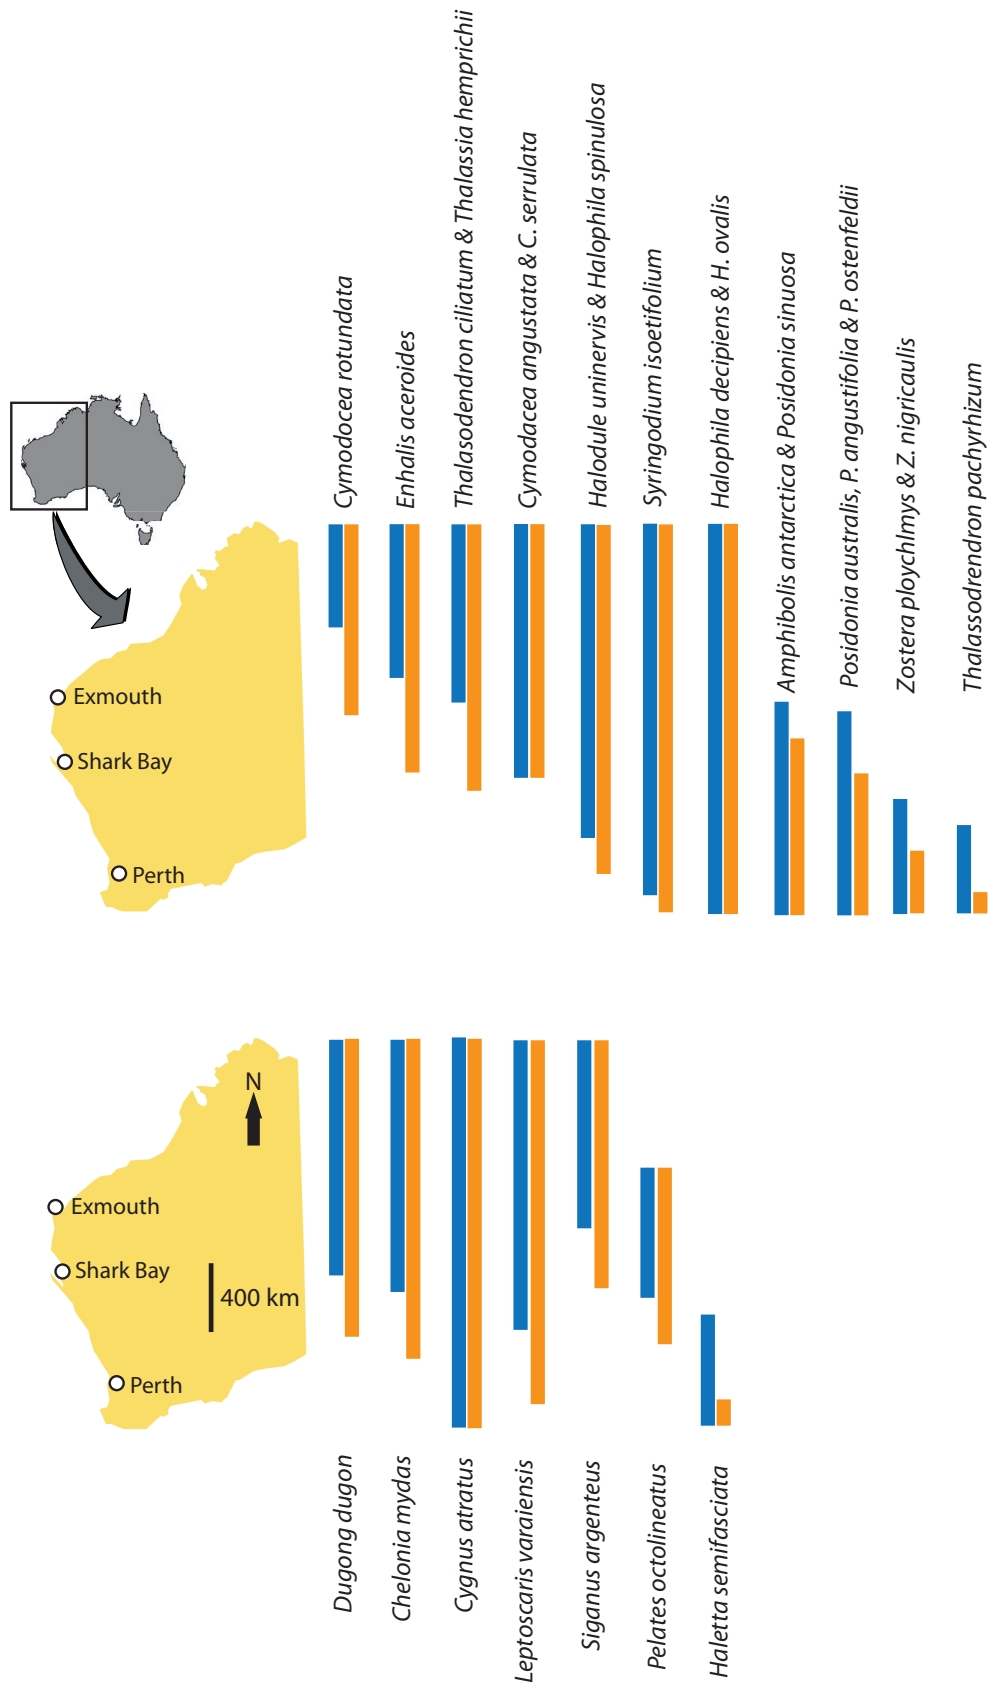 Cymodocea rotundata
Enhalis aceroides
Thalasodendron ciliatum & Thalassia hemprichii
Cymodacea angustata & C. serrulata
Halodule uninervis & Halophila spinulosa
Syringodium isoetifolium
Halophila decipiens & H. ovalis
Amphibolis antarctica & Posidonia sinuosa
Posidonia australis, P. angustifolia & P. ostenfeldii
Zostera ploychlmys & Z. nigricaulis
Thalassodrendron pachyrhizum
Exmouth
Shark Bay
Perth
N
Exmouth
Shark Bay
400 km
Perth
Dugong dugon
Chelonia mydas
Cygnus atratus
Leptoscaris varaiensis
Siganus argenteus
Pelates octolineatus
Haletta semifasciata